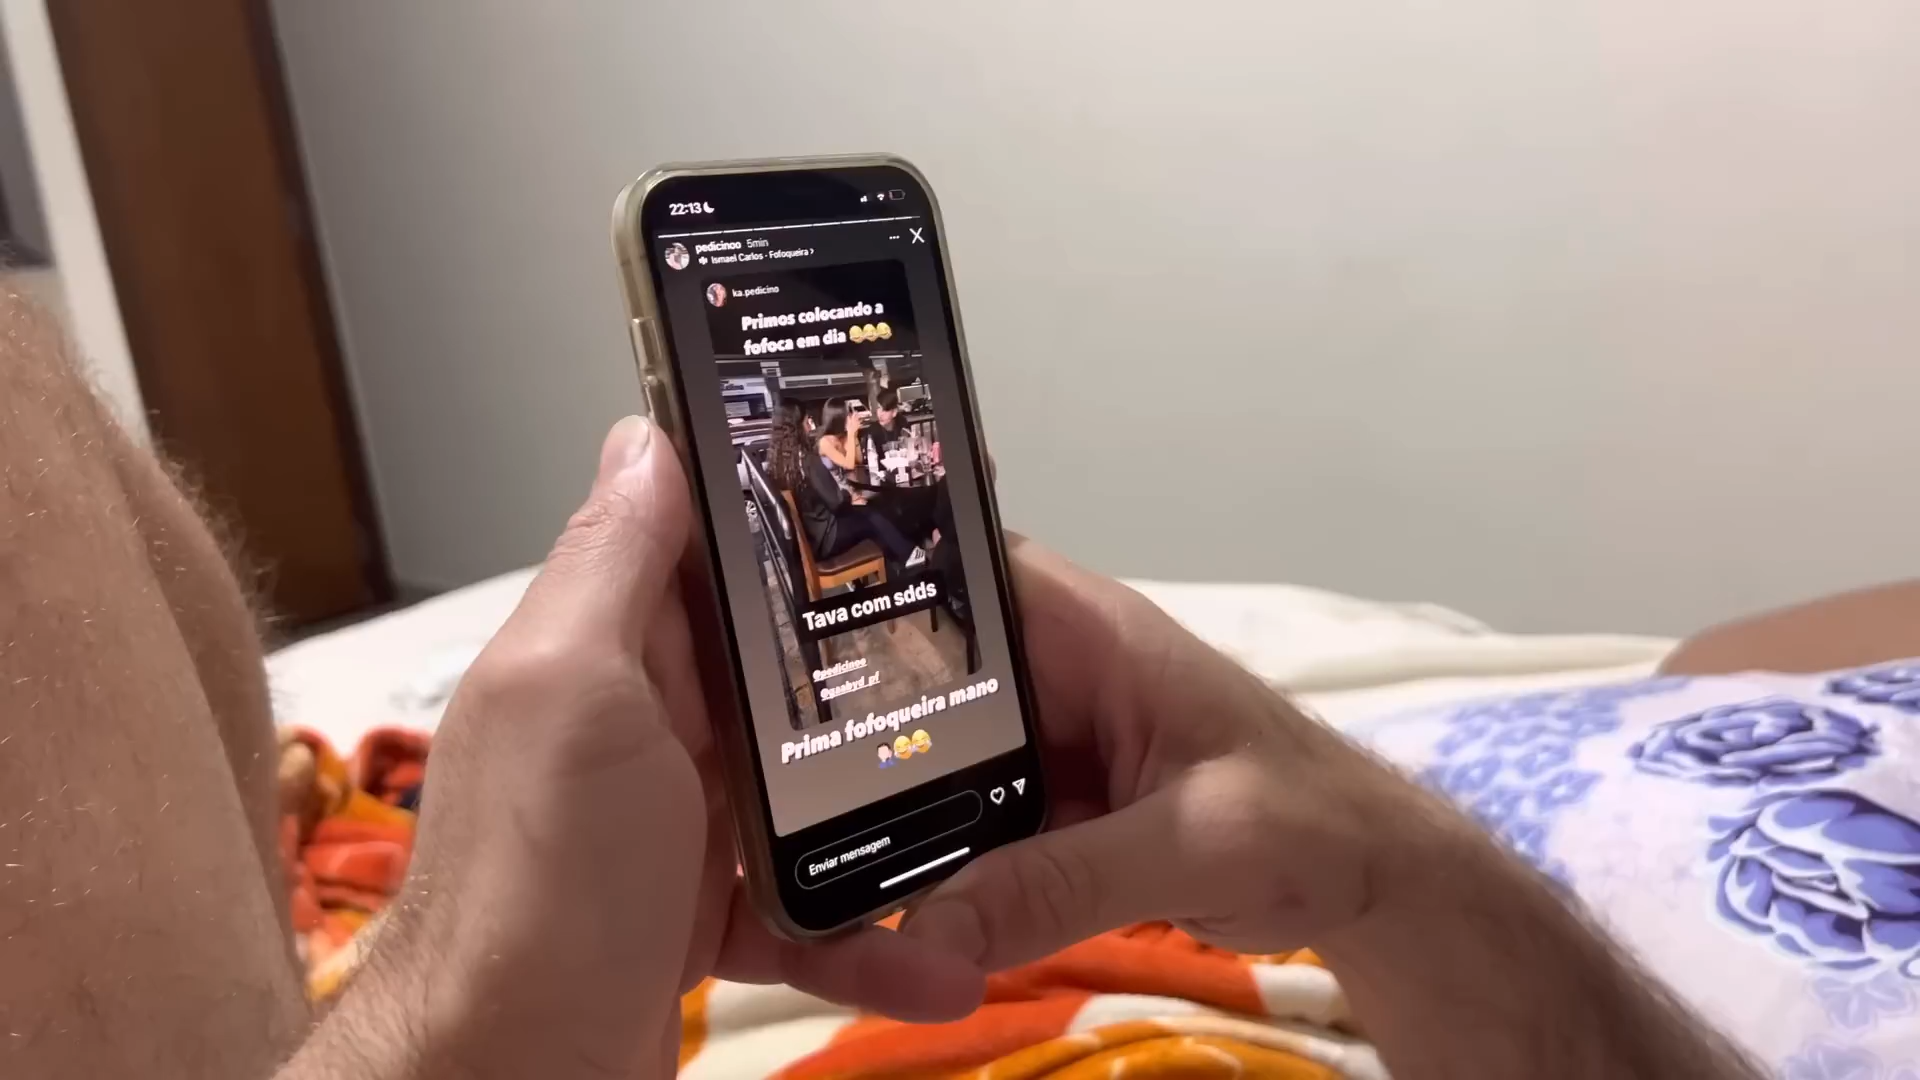 22:13
pedicinoo 5min
Ismael Carlos - Fofoqueira >
ka.pedicino
Primos colocando a
fofoca em dia 😂😂😂
Tava com sdds
@pedicinoo
@gaabyd_pf
Prima fofoqueira mano
🤦🏻‍♂️😂😂
Enviar mensagem